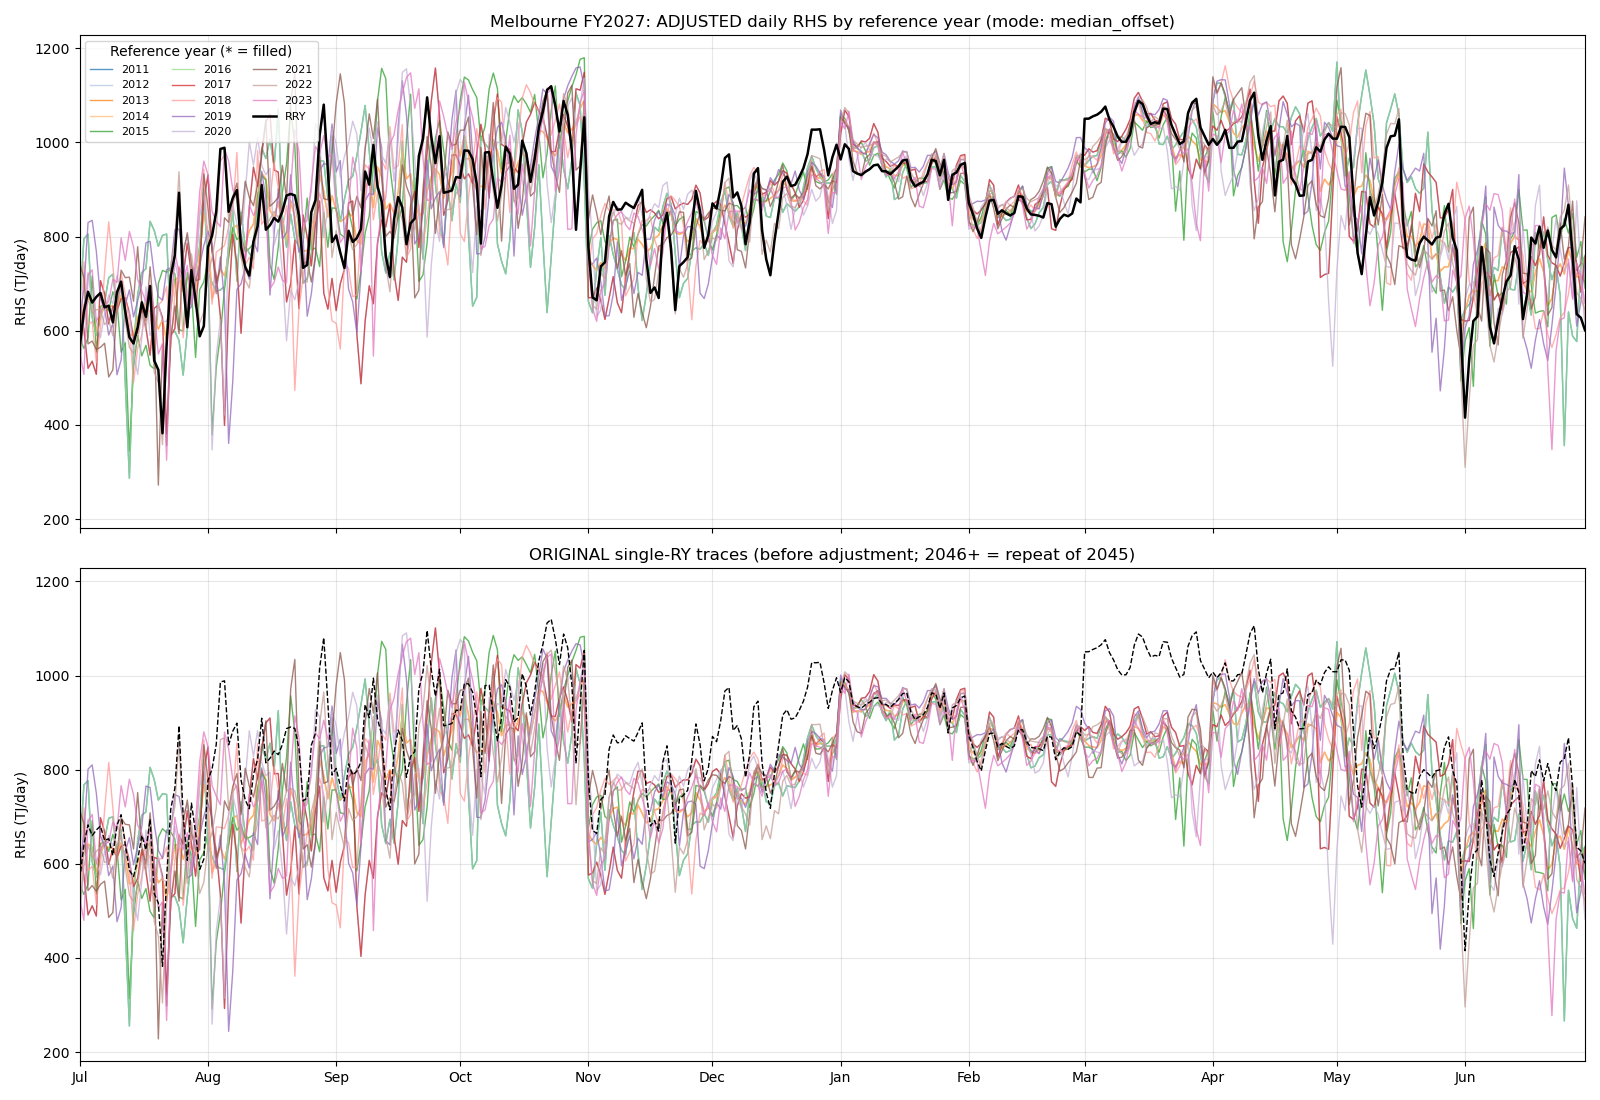 Melbourne FY2027: ADJUSTED daily RHS by reference year (mode: median_offset)
Reference year (* = filled)
2011 2016 2021
2012 2017 2022
2013 2018 2023
2014 2019 RRY
2015 2020
RHS (TJ/day)
1200
1000
800
600
400
200
ORIGINAL single-RY traces (before adjustment; 2046+ = repeat of 2045)
RHS (TJ/day)
1200
1000
800
600
400
200
Jul Aug Sep Oct Nov Dec Jan Feb Mar Apr May Jun